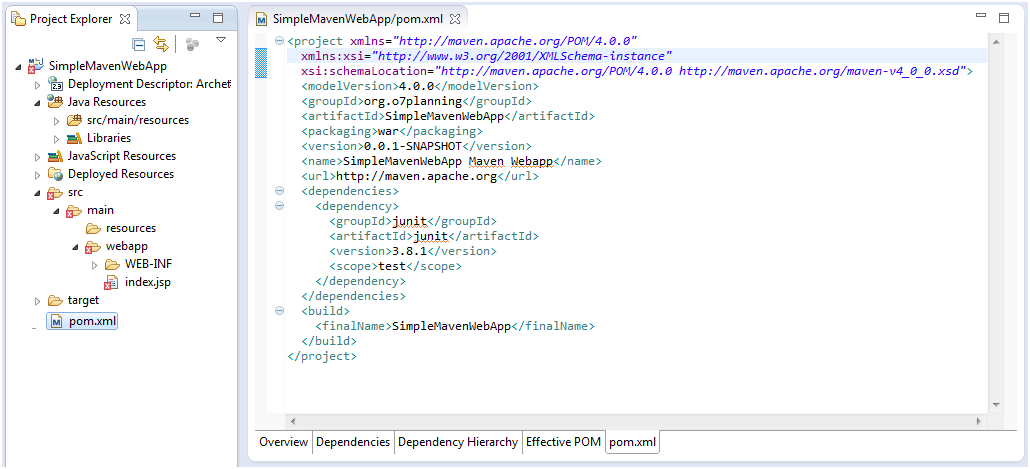 Project Explorer
SimpleMavenWebApp
Deployment Descriptor: Archet
Java Resources
src/main/resources
Libraries
JavaScript Resources
Deployed Resources
src
main
resources
webapp
WEB-INF
index.jsp
target
pom.xml
SimpleMavenWebApp/pom.xml
<project xmlns="http://maven.apache.org/POM/4.0.0"
xmlns:xsi="http://www.w3.org/2001/XMLSchema-instance"
xsi:schemaLocation="http://maven.apache.org/POM/4.0.0 http://maven.apache.org/maven-v4_0_0.xsd">
<modelVersion>4.0.0</modelVersion>
<groupId>org.o7planning</groupId>
<artifactId>SimpleMavenWebApp</artifactId>
<packaging>war</packaging>
<version>0.0.1-SNAPSHOT</version>
<name>SimpleMavenWebApp Maven Webapp</name>
<url>http://maven.apache.org</url>
<dependencies>
<dependency>
<groupId>junit</groupId>
<artifactId>junit</artifactId>
<version>3.8.1</version>
<scope>test</scope>
</dependency>
</dependencies>
<build>
<finalName>SimpleMavenWebApp</finalName>
</build>
</project>
Overview Dependencies Dependency Hierarchy Effective POM pom.xml